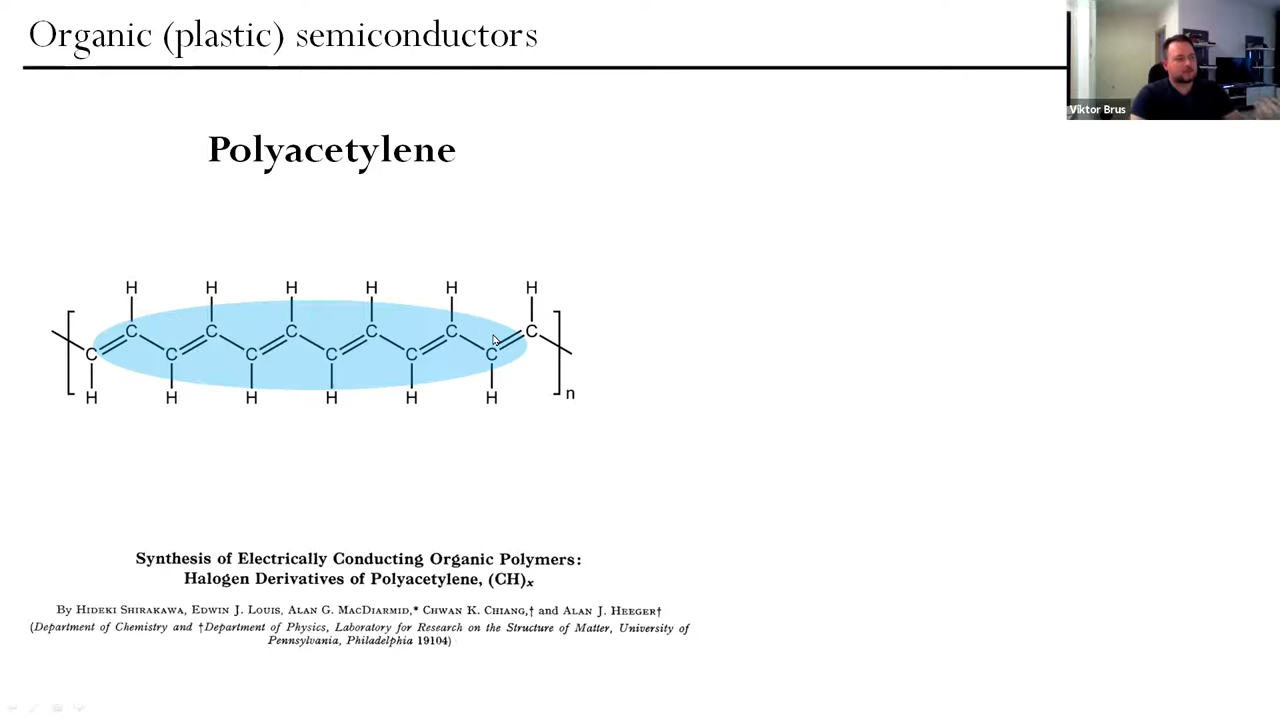 Organic (plastic) semiconductors
Viktor Brus
Polyacetylene
H H H H H H
C C C C C C
C C C C C C
H H H H H H
n
Synthesis of Electrically Conducting Organic Polymers:
Halogen Derivatives of Polyacetylene, (CH)x
By Hideki Shirakawa, Edwin J. Louis, Alan G. MacDiarmid,* Chwan K. Chiang,† and Alan J. Heeger†
(Department of Chemistry and †Department of Physics, Laboratory for Research on the Structure of Matter, University of
Pennsylvania, Philadelphia 19104)